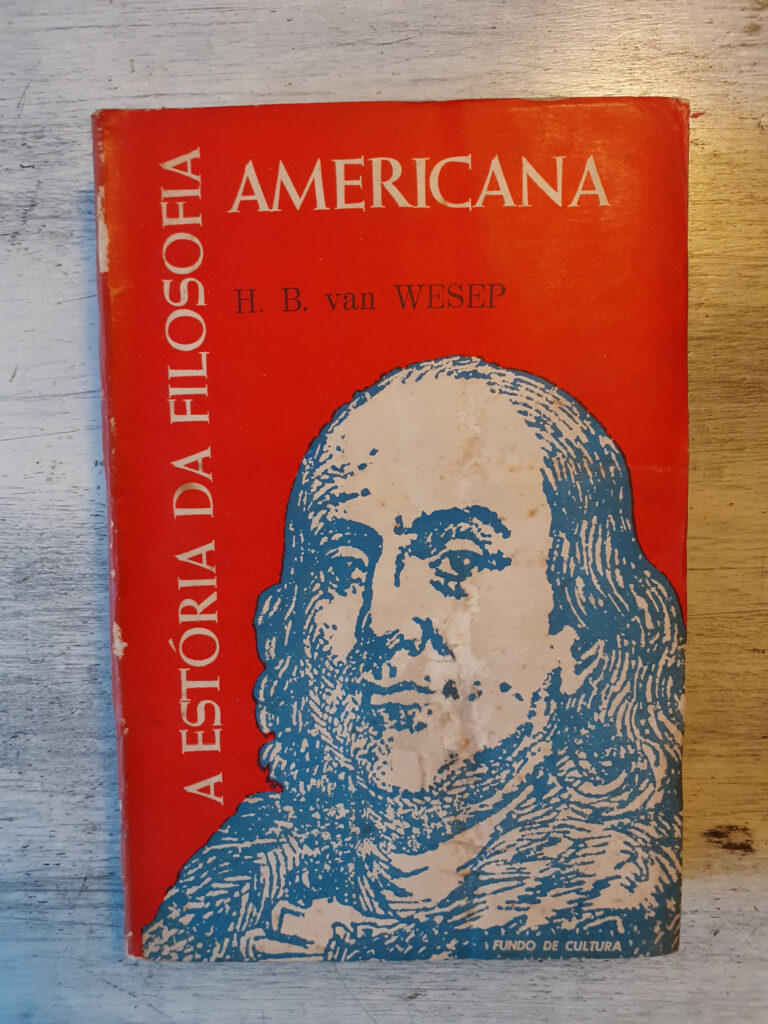 A ESTÓRIA DA FILOSOFIA
AMERICANA
H. B. van WESEP
FUNDO DE CULTURA